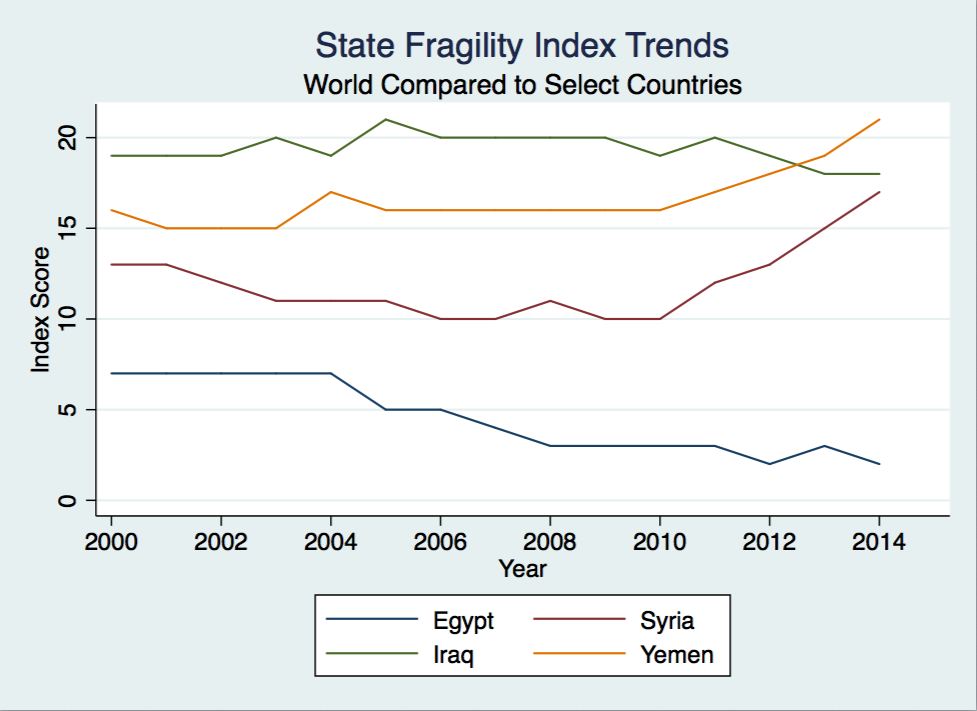 State Fragility Index Trends
World Compared to Select Countries
Index Score
20
15
10
5
0
2000 2002 2004 2006 2008 2010 2012 2014
Year
Egypt Syria
Iraq Yemen